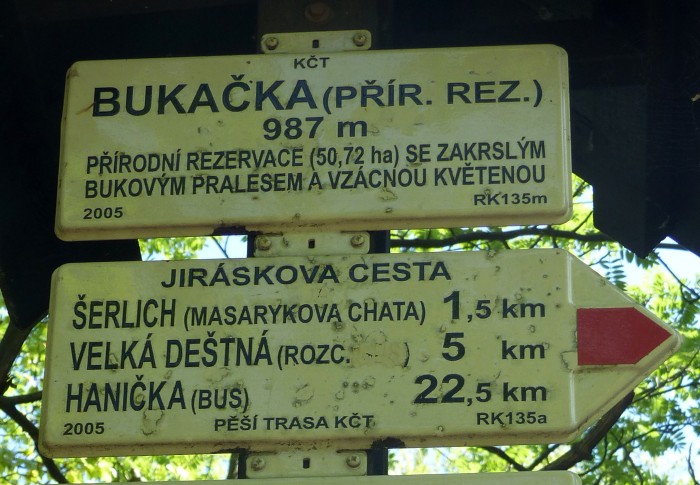 KČT
BUKAČKA (PŘÍR. REZ.)
987 m
PŘÍRODNÍ REZERVACE (50,72 ha) SE ZAKRSLÝM
BUKOVÝM PRALESEM A VZÁCNOU KVĚTENOU
2005 RK135m
JIRÁSKOVA CESTA
ŠERLICH (MASARYKOVA CHATA) 1,5 km
VELKÁ DEŠTNÁ (ROZC. ) 5 km
HANIČKA (BUS) 22,5 km
2005 PĚŠÍ TRASA KČT RK135a